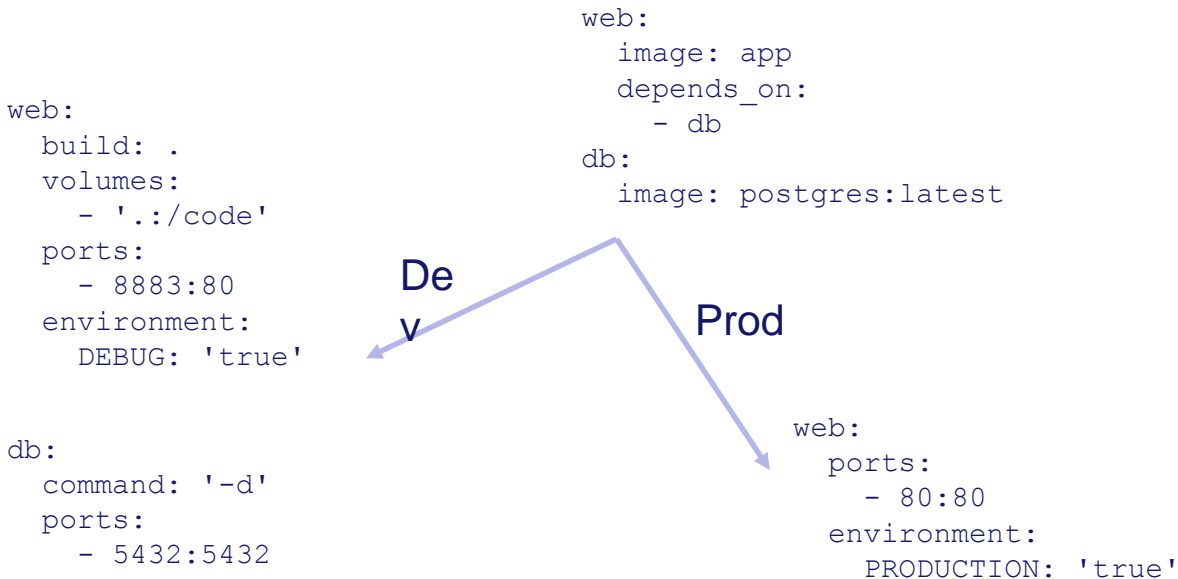 web:
  image: app
  depends_on:
    - db
db:
  image: postgres:latest
web:
  build: .
  volumes:
    - '.:/code'
  ports:
    - 8883:80
  environment:
    DEBUG: 'true'
db:
  command: '-d'
  ports:
    - 5432:5432
De
v
Prod
web:
  ports:
    - 80:80
  environment:
    PRODUCTION: 'true'